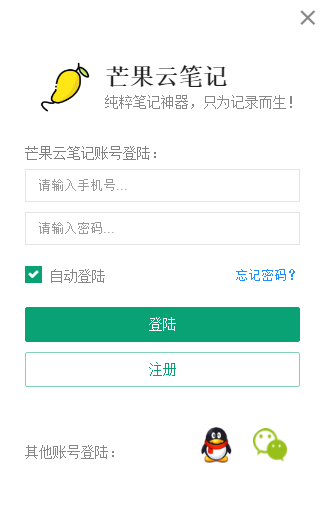 芒果云笔记
纯粹笔记神器，只为记录而生！
芒果云笔记账号登陆：
请输入手机号...
请输入密码...
自动登陆
忘记密码？
登陆
注册
其他账号登陆：